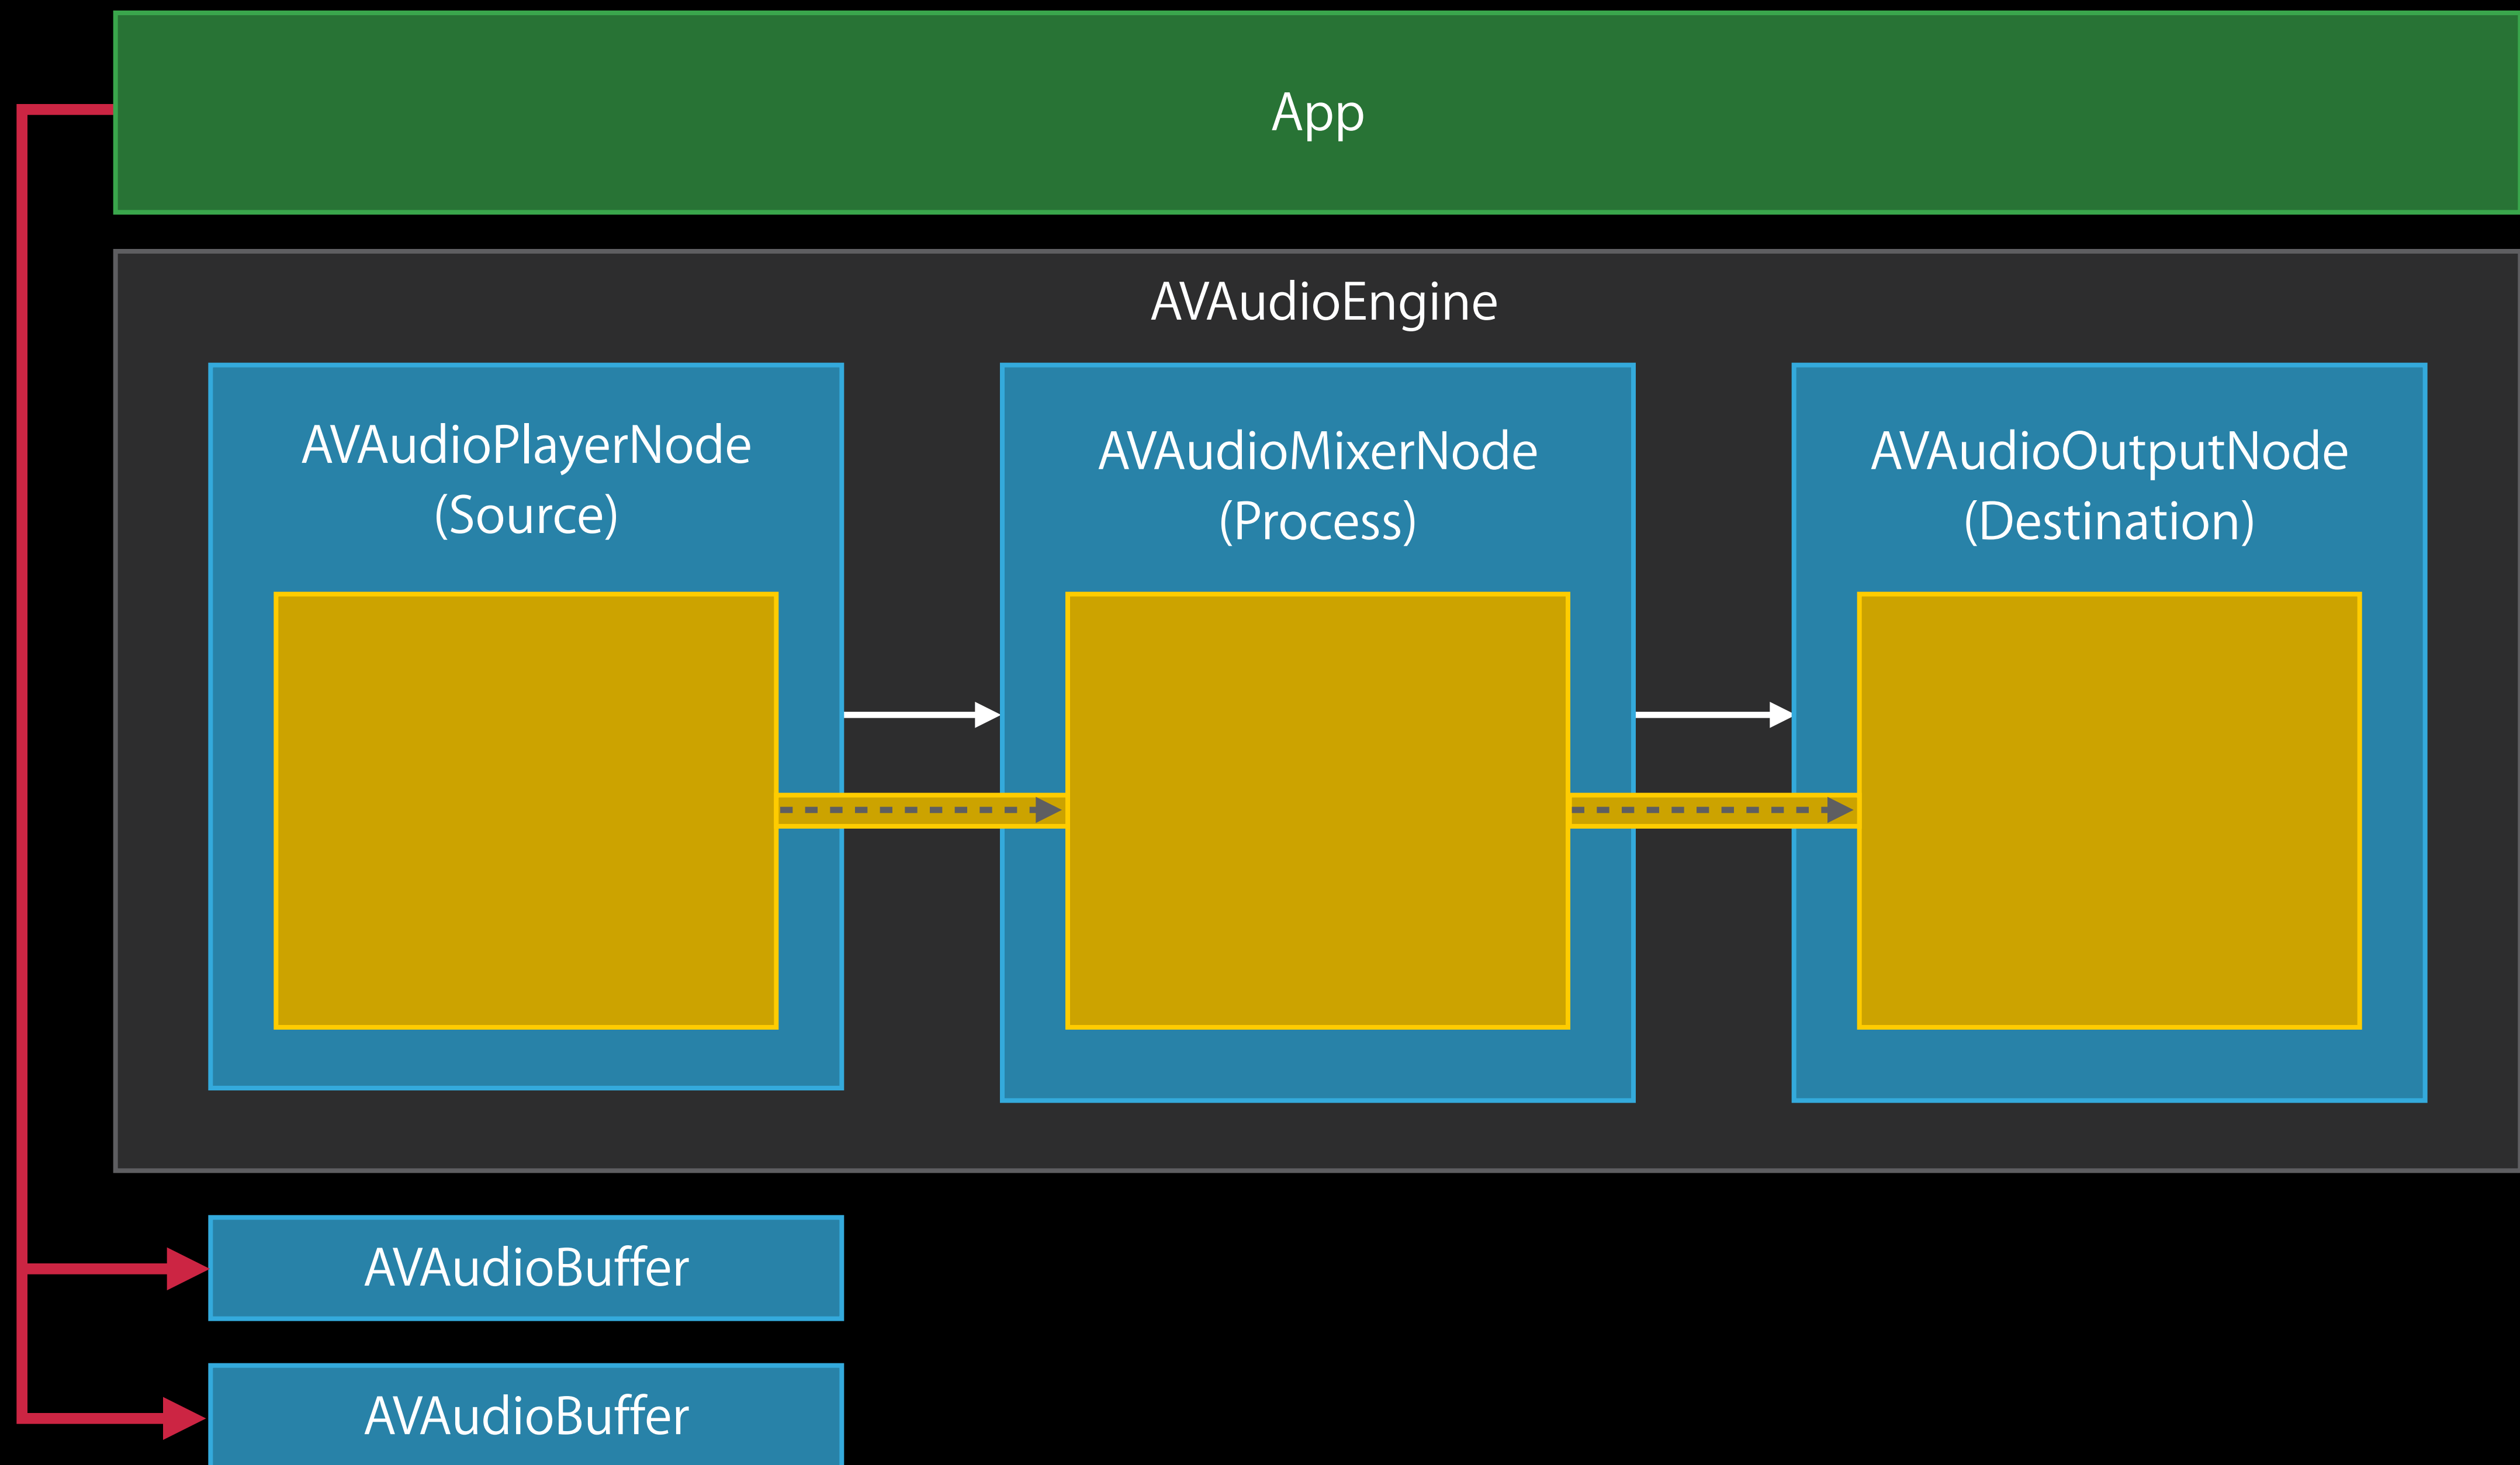 App
AVAudioEngine
AVAudioPlayerNode
(Source)
AVAudioMixerNode
(Process)
AVAudioOutputNode
(Destination)
AVAudioBuffer
AVAudioBuffer